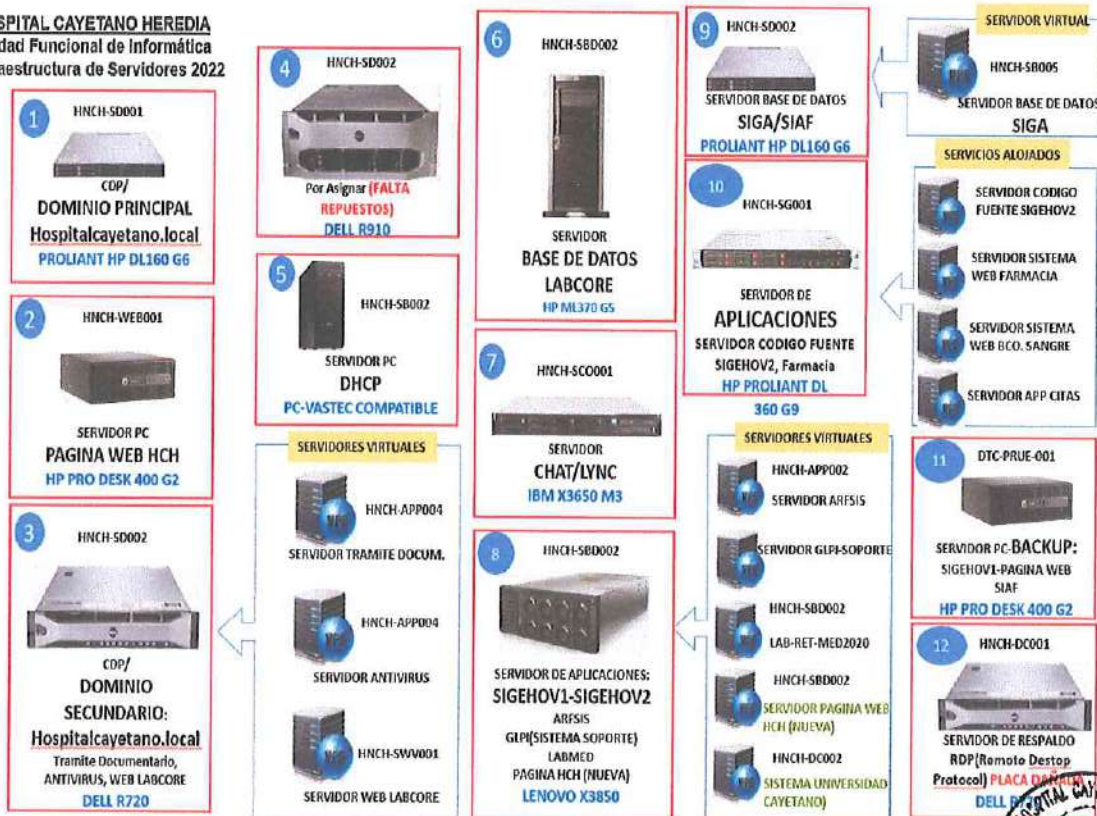 SPITAL CAYETANO HEREDIA
dad Funcional de Informática
aestructura de Servidores 2022
1
HNCH-SD001
COP/
DOMINIO PRINCIPAL
Hospitalcayetano.local
PROLIANT HP DL160 G6
2
HNCH-WEB001
SERVIDOR PC
PAGINA WEB HCH
HP PRO DESK 400 G2
3
HNCH-SD002
COP/
DOMINIO
SECUNDARIO:
Hospitalcayetano.local
Tramite Documentario,
ANTIVIRUS, WEB LABCORE
DELL R720
4
HNCH-SD002
Por Asignar (FALTA
REPUESTOS)
DELL R910
5
HNCH-SB002
SERVIDOR PC
DHCP
PC-VASTEC COMPATIBLE
SERVIDORES VIRTUALES
HNCH-APP004
SERVIDOR TRAMITE DOCUM.
HNCH-APP004
SERVIDOR ANTIVIRUS
HNCH-SWV001
SERVIDOR WEB LABCORE
6
HNCH-SBD002
SERVIDOR
BASE DE DATOS
LABCORE
HP ML370 G5
7
HNCH-SCO001
SERVIDOR
CHAT/LYNC
IBM X3650 M3
8
HNCH-SBD002
SERVIDOR DE APLICACIONES:
SIGEHOV1-SIGEHOV2
ARFSIS
GLPI(SISTEMA SOPORTE)
LABMED
PAGINA HCH (NUEVA)
LENOVO X3850
9
HNCH-SD002
SERVIDOR BASE DE DATOS
SIGA/SIAF
PROLIANT HP DL160 G6
10
HNCH-SG001
SERVIDOR DE
APLICACIONES
SERVIDOR CODIGO FUENTE
SIGEHOV2, Farmacia
HP PROLIANT DL
360 G9
SERVIDORES VIRTUALES
HNCH-APP002
SERVIDOR ARFSIS
SERVIDOR GLPI-SOPORTE
HNCH-SBD002
LAB-RET-MED2020
HNCH-SBD002
SERVIDOR PAGINA WEB
HCH (NUEVA)
HNCH-DC002
SISTEMA UNIVERSIDAD
CAYETANO)
SERVIDOR VIRTUAL
HNCH-SB005
SERVIDOR BASE DE DATOS
SIGA
SERVICIOS ALOJADOS
SERVIDOR CODIGO
FUENTE SIGEHOV2
SERVIDOR SISTEMA
WEB FARMACIA
SERVIDOR SISTEMA
WEB BCO. SANGRE
SERVIDOR APP CITAS
11
DTC-PRUE-001
SERVIDOR PC-BACKUP:
SIGEHOV1-PAGINA WEB
SIAF
HP PRO DESK 400 G2
12
HNCH-DC001
SERVIDOR DE RESPALDO
RDP(Remoto Destop
Protocol) PLACA DAÑADA
DELL